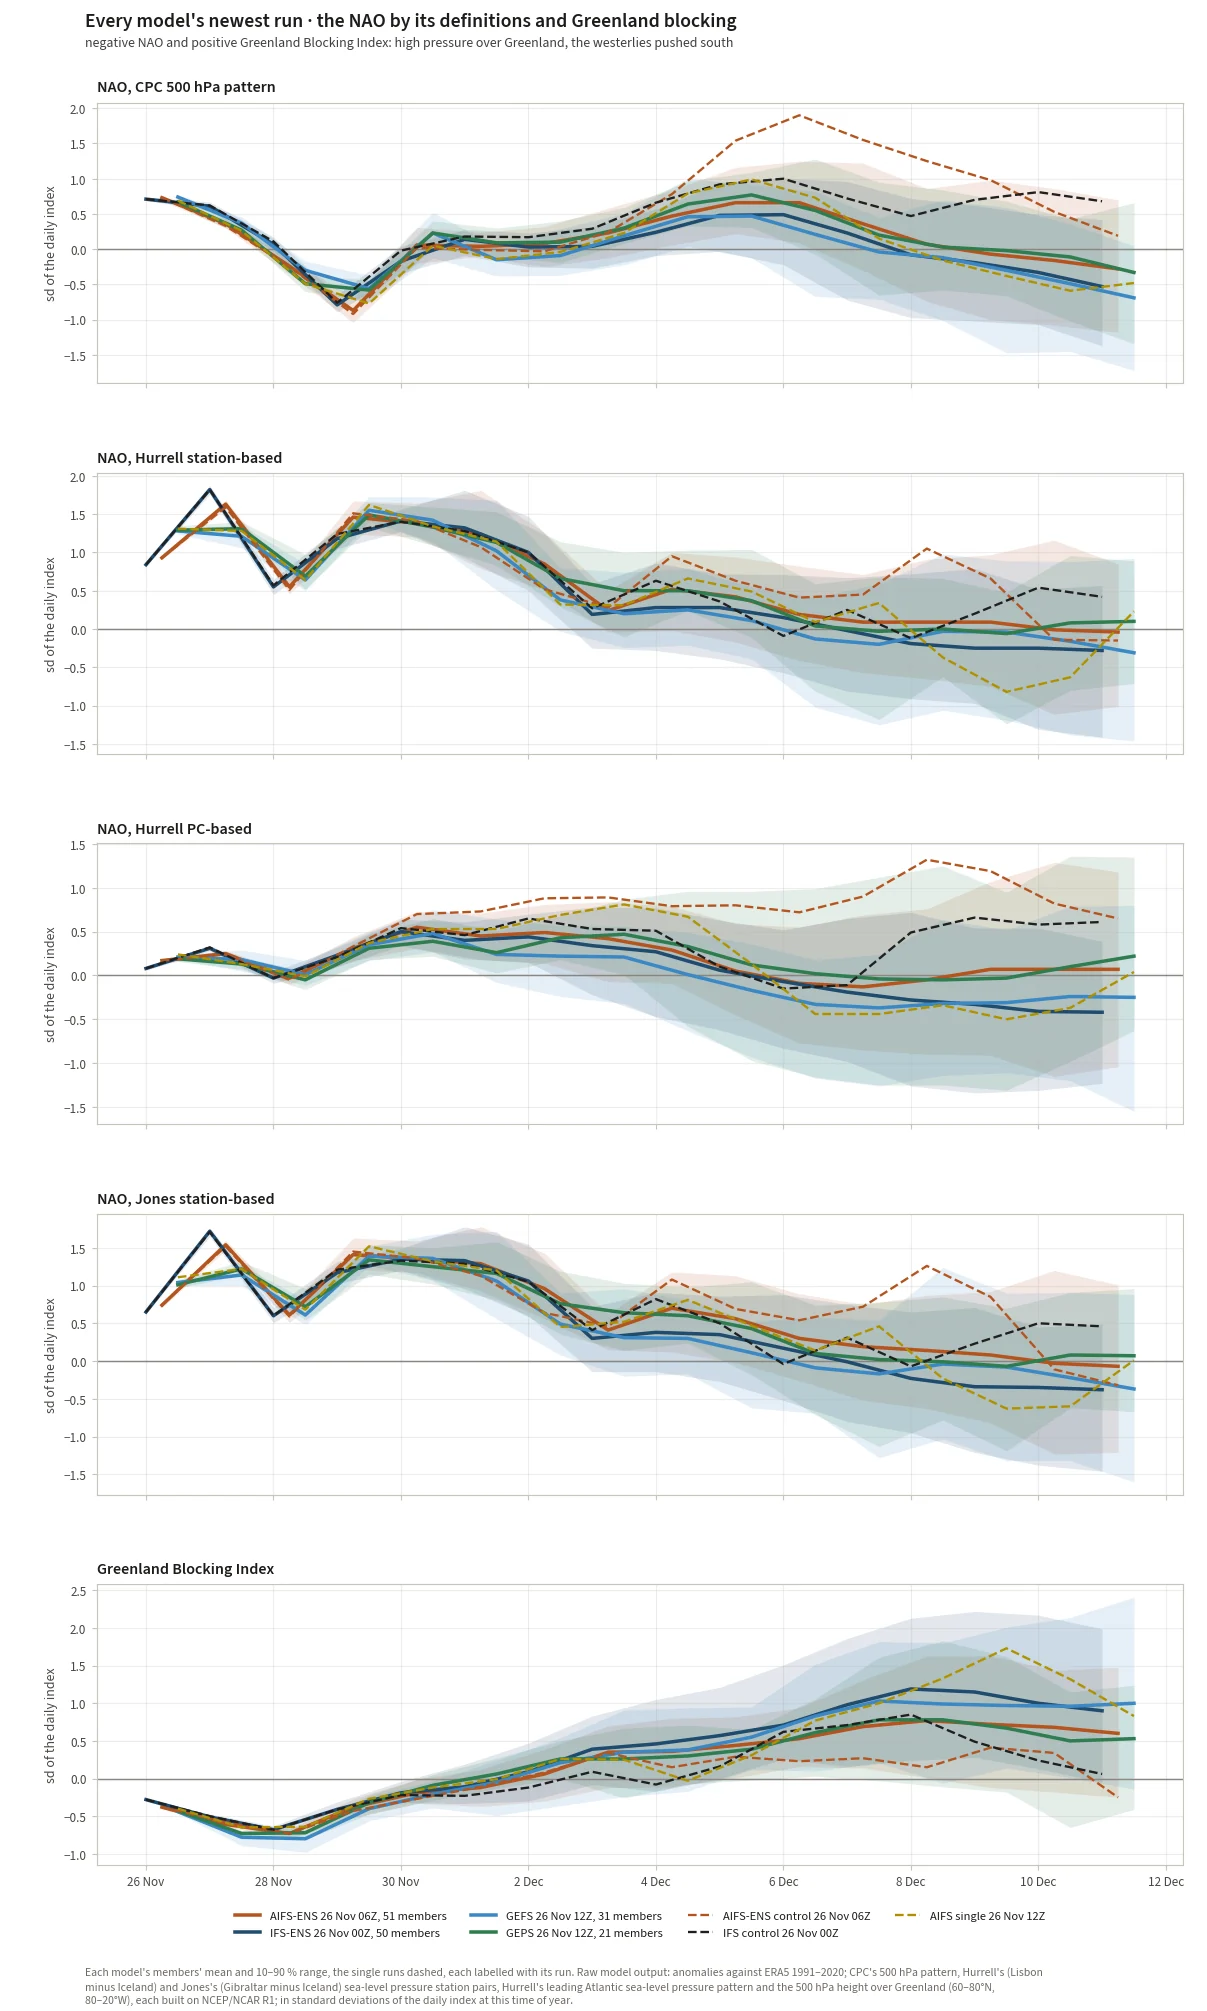 Every model's newest run · the NAO by its definitions and Greenland blocking
negative NAO and positive Greenland Blocking Index: high pressure over Greenland, the westerlies pushed south
NAO, CPC 500 hPa pattern
sd of the daily index
2.0
1.5
1.0
0.5
0.0
−0.5
−1.0
−1.5
NAO, Hurrell station-based
sd of the daily index
2.0
1.5
1.0
0.5
0.0
−0.5
−1.0
−1.5
NAO, Hurrell PC-based
sd of the daily index
1.5
1.0
0.5
0.0
−0.5
−1.0
−1.5
NAO, Jones station-based
sd of the daily index
1.5
1.0
0.5
0.0
−0.5
−1.0
−1.5
Greenland Blocking Index
sd of the daily index
2.5
2.0
1.5
1.0
0.5
0.0
−0.5
−1.0
26 Nov 28 Nov 30 Nov 2 Dec 4 Dec 6 Dec 8 Dec 10 Dec 12 Dec
AIFS-ENS 26 Nov 06Z, 51 members GEFS 26 Nov 12Z, 31 members AIFS-ENS control 26 Nov 06Z AIFS single 26 Nov 12Z
IFS-ENS 26 Nov 00Z, 50 members GEPS 26 Nov 12Z, 21 members IFS control 26 Nov 00Z
Each model's members' mean and 10–90 % range, the single runs dashed, each labelled with its run. Raw model output: anomalies against ERA5 1991–2020; CPC's 500 hPa pattern, Hurrell's (Lisbon
minus Iceland) and Jones's (Gibraltar minus Iceland) sea-level pressure station pairs, Hurrell's leading Atlantic sea-level pressure pattern and the 500 hPa height over Greenland (60–80°N,
80–20°W), each built on NCEP/NCAR R1; in standard deviations of the daily index at this time of year.